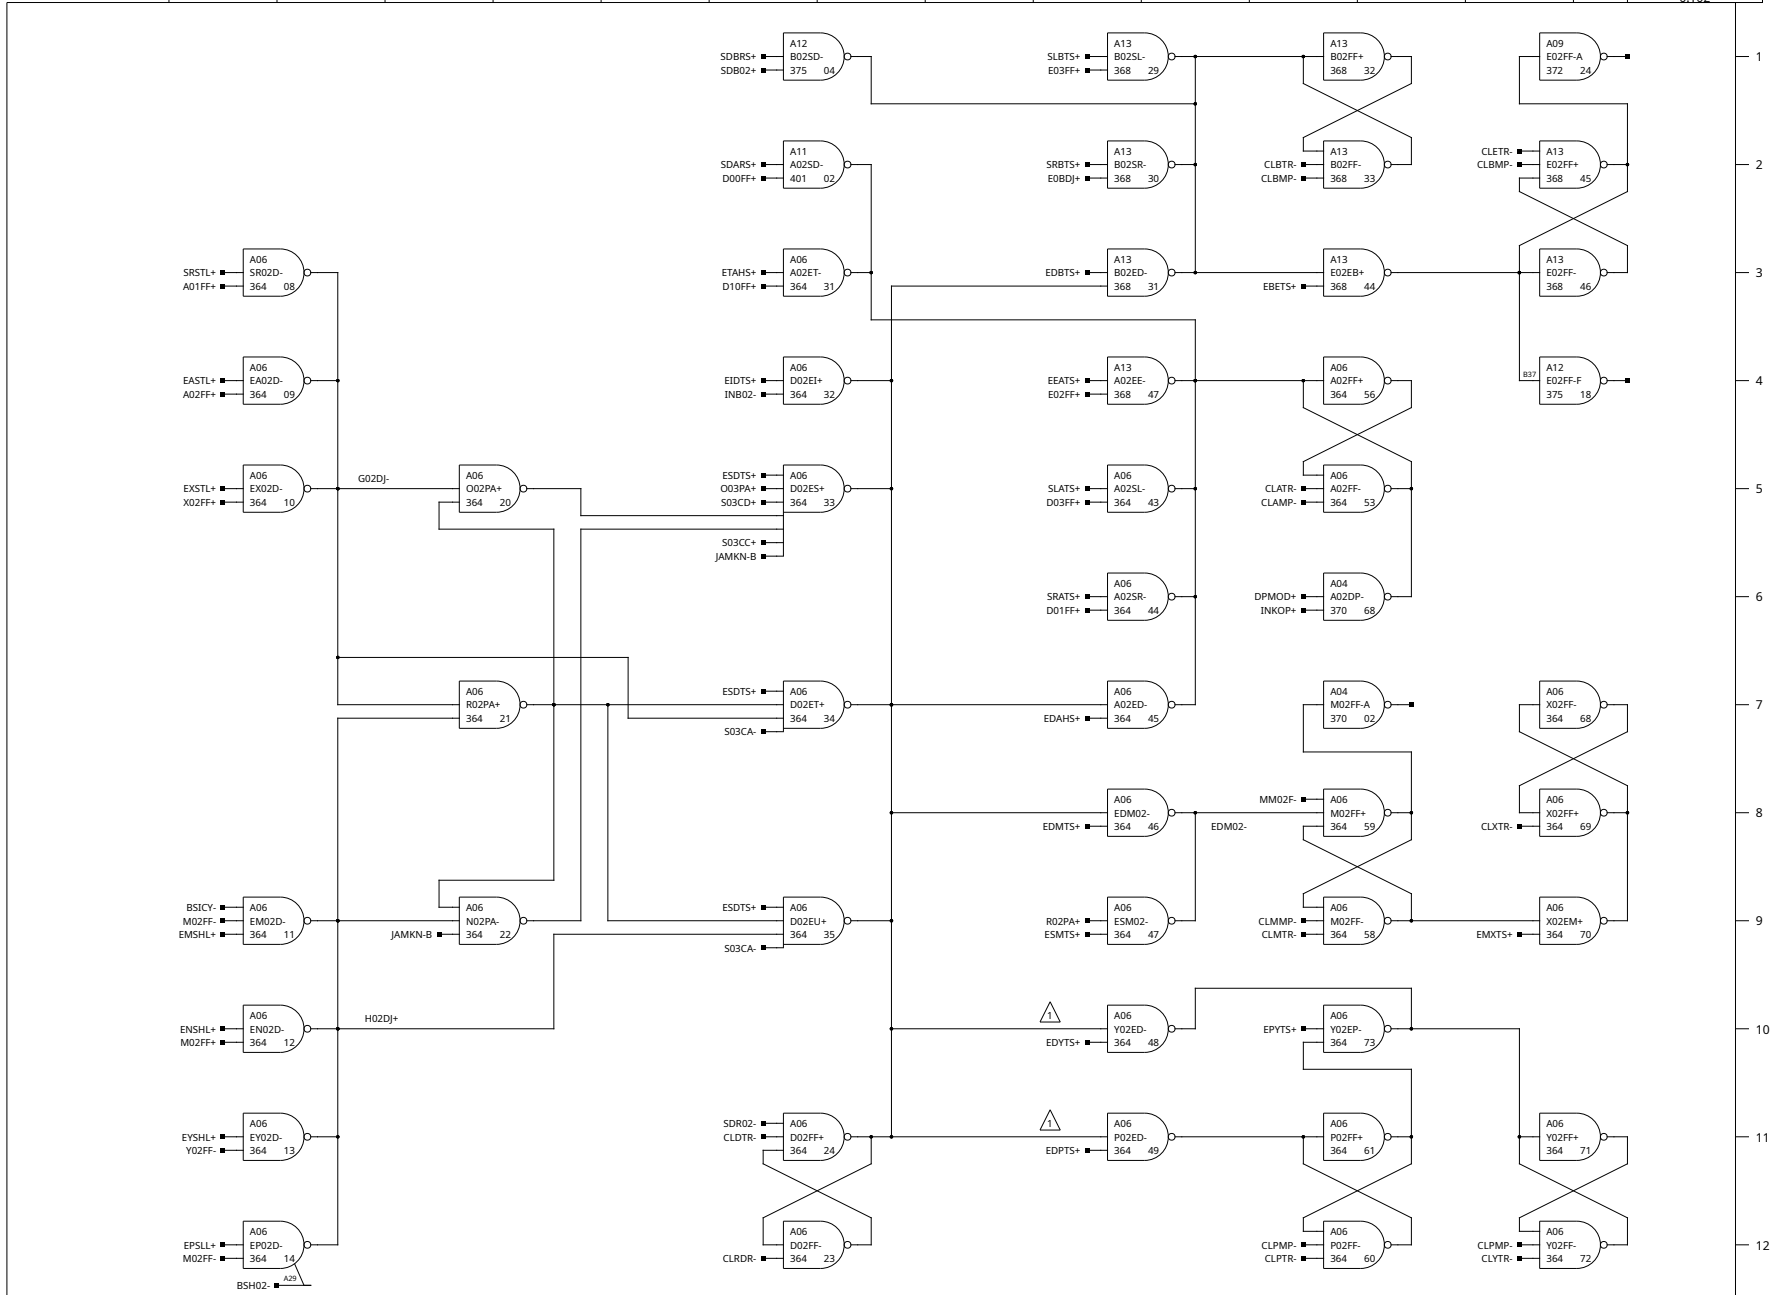 SDBRS+
SDB02+
A12
B02SD-
375 04
SLBTS+
E03FF+
A13
B02SL-
368 29
A13
B02FF+
368 32
A09
E02FF-A
372 24
1
SDARS+
D00FF+
A11
A02SD-
401 02
SRBTS+
E0BDJ+
A13
B02SR-
368 30
CLBTR-
CLBMP-
A13
B02FF-
368 33
CLETR-
CLBMP-
A13
E02FF+
368 45
2
SRSTL+
A01FF+
A06
SR02D-
364 08
ETAHS+
D10FF+
A06
A02ET-
364 31
EDBTS+
A13
B02ED-
368 31
EBETS+
A13
E02EB+
368 44
A13
E02FF-
368 46
3
EASTL+
A02FF+
A06
EA02D-
364 09
EIDTS+
INB02-
A06
D02EI+
364 32
EEATS+
E02FF+
A13
A02EE-
368 47
A06
A02FF+
364 56
B37
A12
E02FF-F
375 18
4
EXSTL+
X02FF+
A06
EX02D-
364 10
G02DJ-
A06
O02PA+
364 20
ESDTS+
O03PA+
S03CD+
S03CC+
JAMKN-B
A06
D02ES+
364 33
SLATS+
D03FF+
A06
A02SL-
364 43
CLATR-
CLAMP-
A06
A02FF-
364 53
5
SRATS+
D01FF+
A06
A02SR-
364 44
DPMOD+
INKOP+
A04
A02DP-
370 68
6
A06
R02PA+
364 21
ESDTS+
S03CA-
A06
D02ET+
364 34
EDAHS+
A06
A02ED-
364 45
A04
M02FF-A
370 02
A06
X02FF-
364 68
7
EDMTS+
A06
EDM02-
364 46
EDM02-
MM02F-
A06
M02FF+
364 59
CLXTR-
A06
X02FF+
364 69
8
BSICY-
M02FF-
EMSHL+
A06
EM02D-
364 11
JAMKN-B
A06
N02PA-
364 22
ESDTS+
S03CA-
A06
D02EU+
364 35
R02PA+
ESMTS+
A06
ESM02-
364 47
CLMMP-
CLMTR-
A06
M02FF-
364 58
EMXTS+
A06
X02EM+
364 70
9
ENSHL+
M02FF+
A06
EN02D-
364 12
H02DJ+
1
EDYTS+
A06
Y02ED-
364 48
EPYTS+
A06
Y02EP-
364 73
10
EYSHL+
Y02FF-
A06
EY02D-
364 13
SDR02-
CLDTR-
A06
D02FF+
364 24
1
EDPTS+
A06
P02ED-
364 49
A06
P02FF+
364 61
A06
Y02FF+
364 71
11
EPSLL+
M02FF-
A06
EP02D-
364 14
BSH02-
A29
CLRDR-
A06
D02FF-
364 23
CLPMP-
CLPTR-
A06
P02FF-
364 60
CLPMP-
CLYTR-
A06
Y02FF-
364 72
12